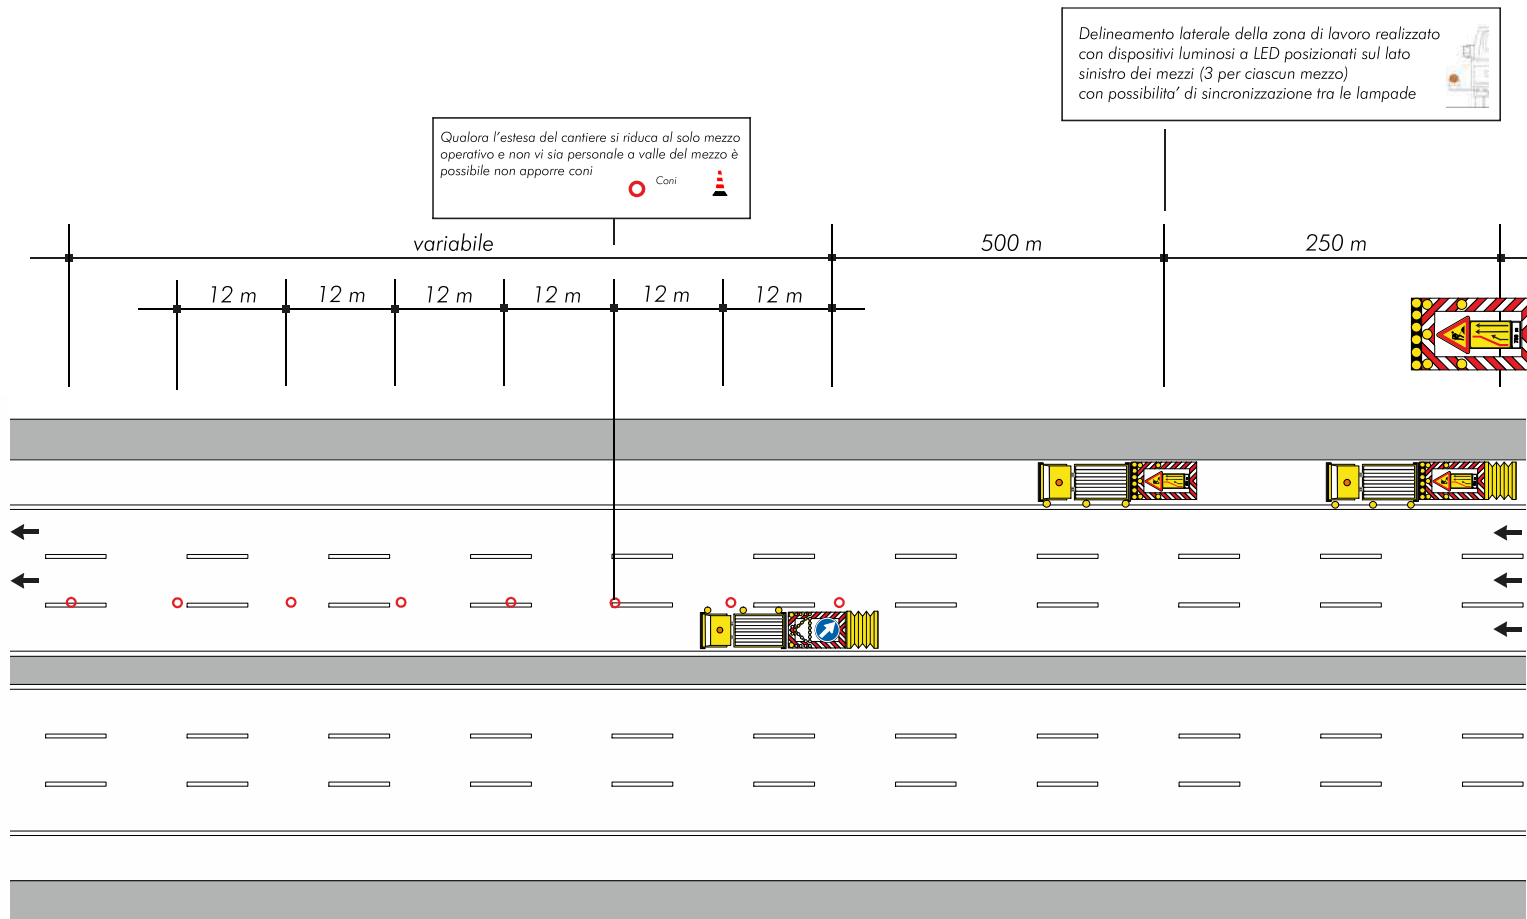 Delineamento laterale della zona di lavoro realizzato
con dispositivi luminosi a LED posizionati sul lato
sinistro dei mezzi (3 per ciascun mezzo)
con possibilita' di sincronizzazione tra le lampade
Qualora l'estesa del cantiere si riduca al solo mezzo
operativo e non vi sia personale a valle del mezzo è
possibile non apporre coni
Coni
variabile 500 m 250 m
12 m 12 m 12 m 12 m 12 m 12 m